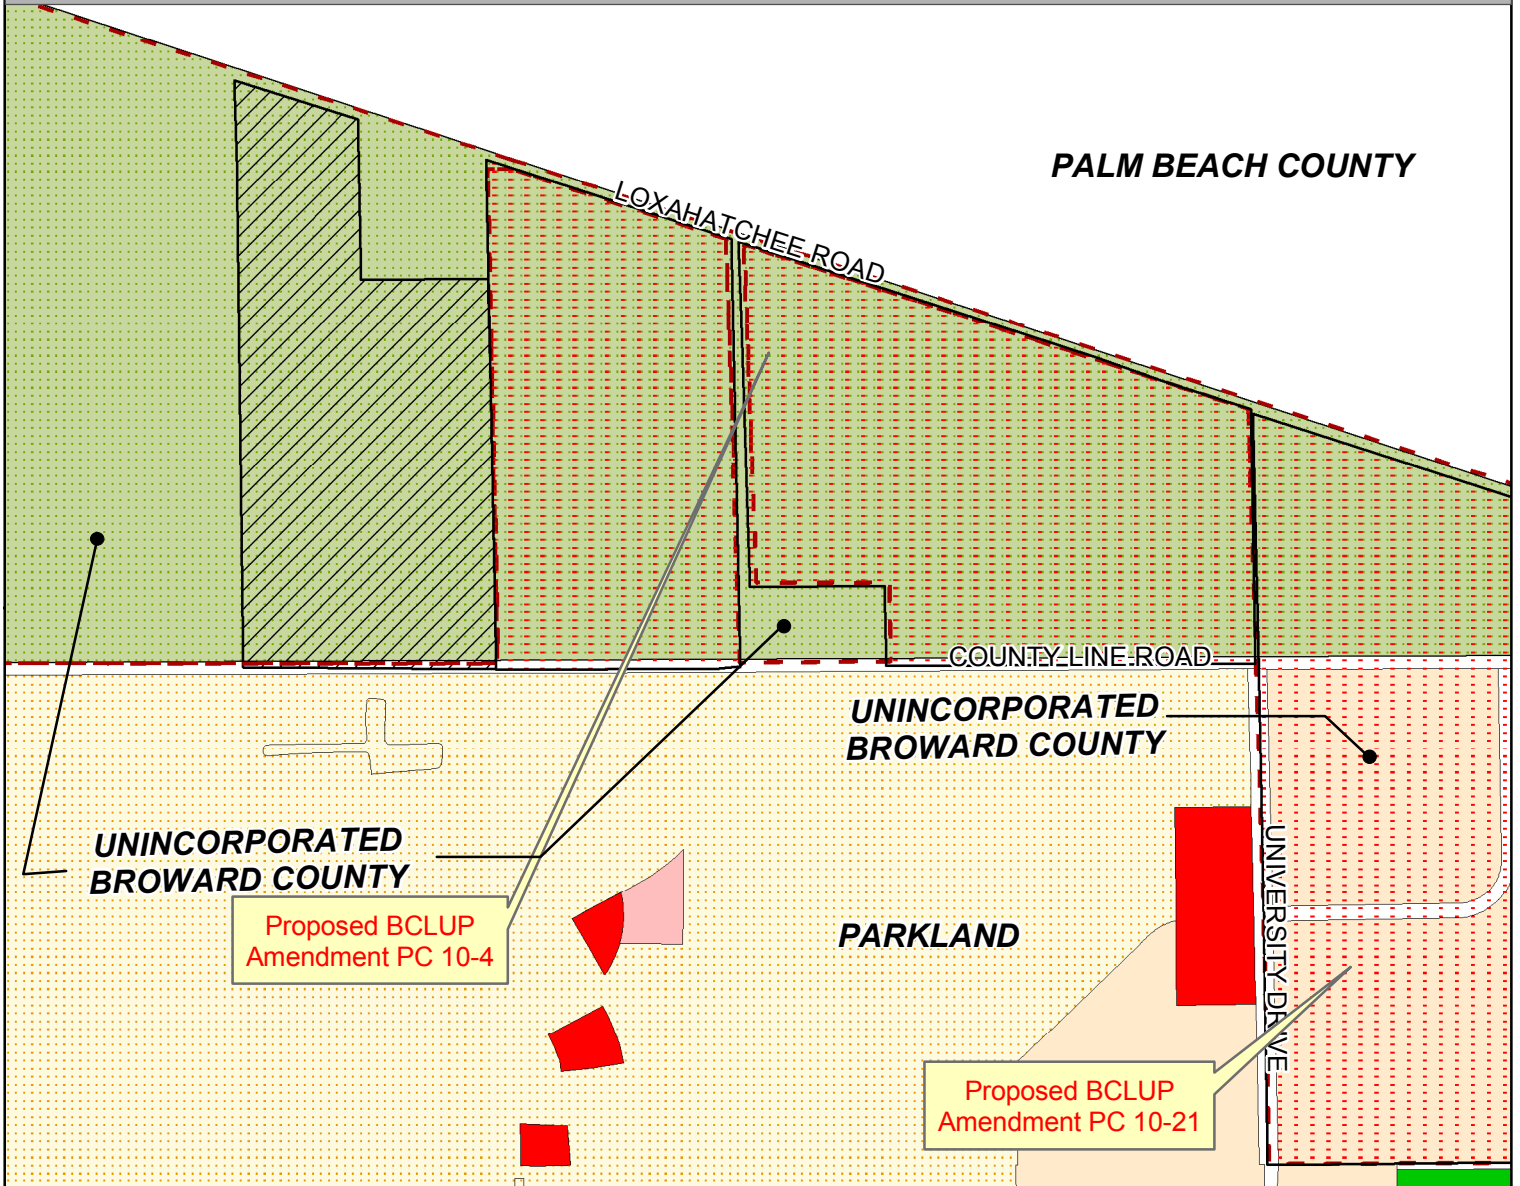 PALM BEACH COUNTY
LOXAHATCHEE ROAD
COUNTY LINE ROAD
UNINCORPORATED
BROWARD COUNTY
UNINCORPORATED
BROWARD COUNTY
Proposed BCLUP
Amendment PC 10-4
PARKLAND
UNIVERSITY DRIVE
Proposed BCLUP
Amendment PC 10-21